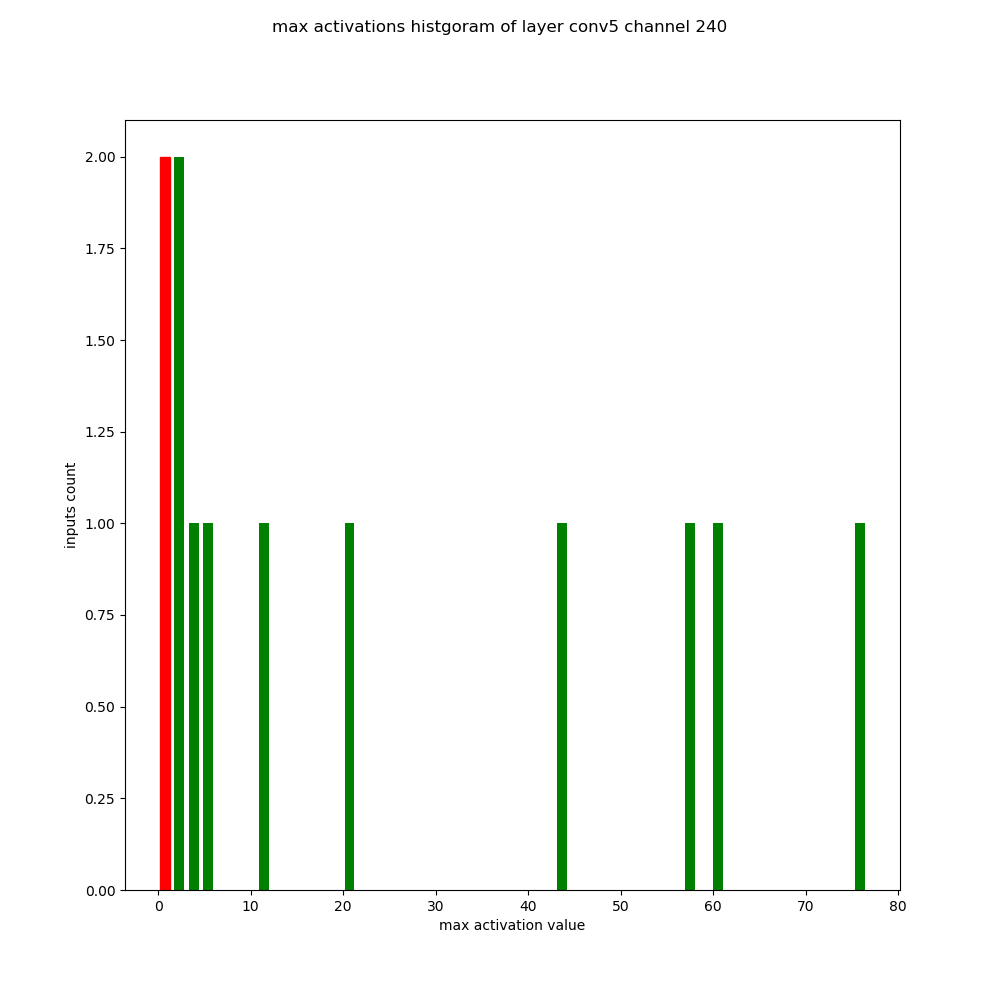 max activations histgoram of layer conv5 channel 240
2.00
1.75
1.50
1.25
1.00
0.75
0.50
0.25
0.00
inputs count
0 10 20 30 40 50 60 70 80
max activation value